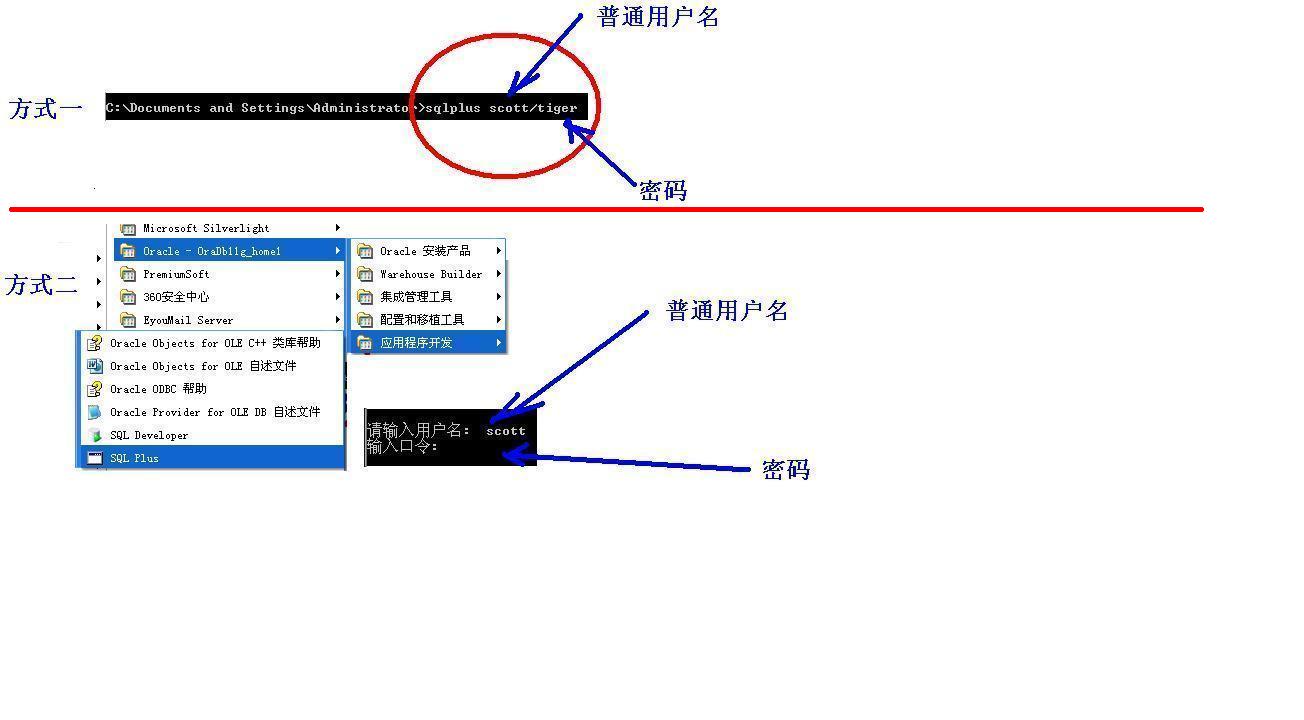 普通用户名
方式一
C:\Documents and Settings\Administrator>sqlplus scott/tiger
密码
Microsoft Silverlight
Oracle - OraDb11g_home1
Oracle 安装产品
方式二
PremiumSoft
Warehouse Builder
360安全中心
集成管理工具
EyouMail Server
配置和移植工具
Oracle Objects for OLE C++ 类库帮助
应用程序开发
Oracle Objects for OLE 自述文件
Oracle ODBC 帮助
Oracle Provider for OLE DB 自述文件
SQL Developer
SQL Plus
普通用户名
请输入用户名: scott
输入口令:
密码